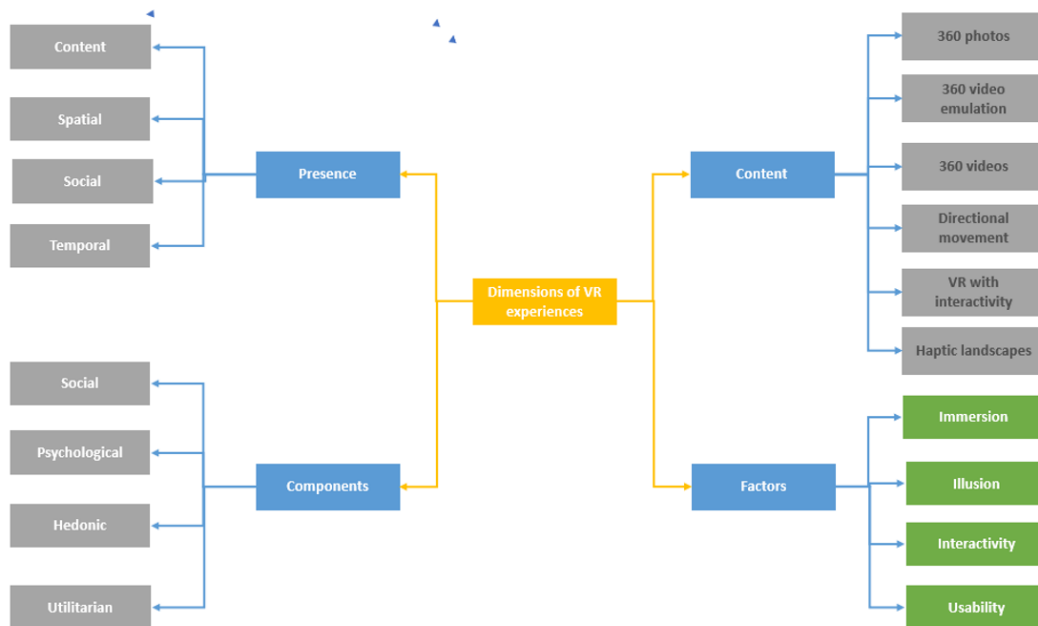 Content
Spatial
Social
Temporal
Presence
Social
Psychological
Hedonic
Utilitarian
Components
Dimensions of VR
experiences
Content
360 photos
360 video
emulation
360 videos
Directional
movement
VR with
interactivity
Haptic landscapes
Factors
Immersion
Illusion
Interactivity
Usability